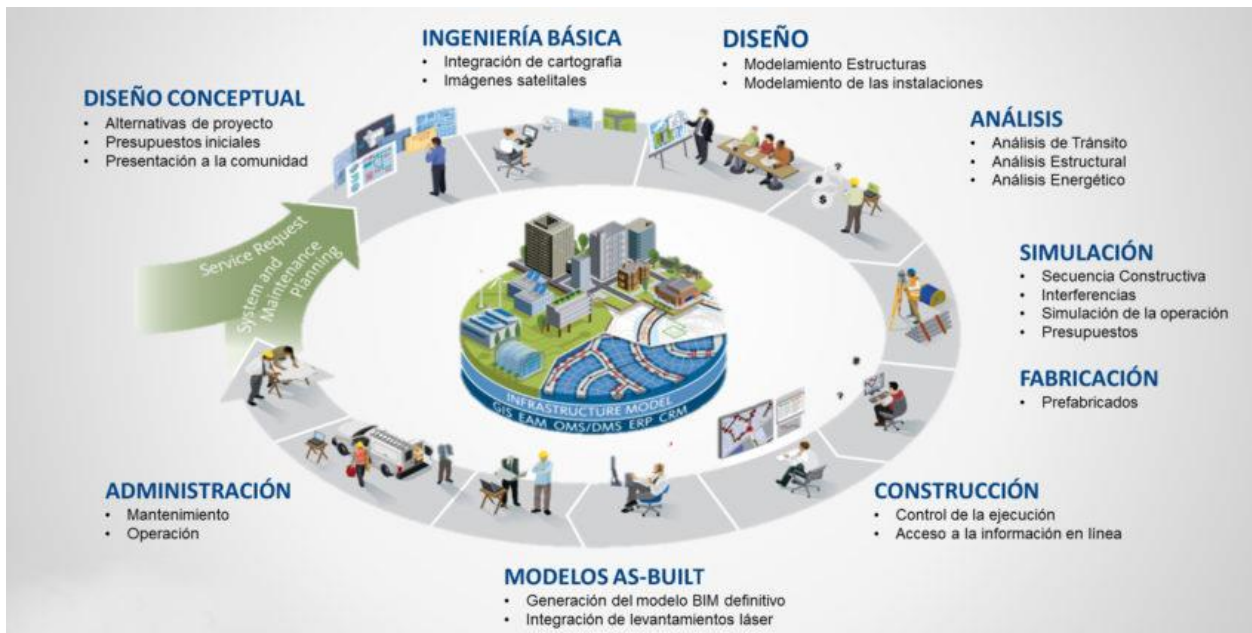 INGENIERÍA BÁSICA
• Integración de cartografía
• Imágenes satelitales
DISEÑO
• Modelamiento Estructuras
• Modelamiento de las instalaciones
DISEÑO CONCEPTUAL
• Alternativas de proyecto
• Presupuestos iniciales
• Presentación a la comunidad
ANÁLISIS
• Análisis de Tránsito
• Análisis Estructural
• Análisis Energético
Service Request
System and
Maintenance
Planning
SIMULACIÓN
• Secuencia Constructiva
• Interferencias
• Simulación de la operación
• Presupuestos
FABRICACIÓN
• Prefabricados
INFRASTRUCTURE MODEL
GIS EAM OMS/DMS ERP CRM
ADMINISTRACIÓN
• Mantenimiento
• Operación
CONSTRUCCIÓN
• Control de la ejecución
• Acceso a la información en línea
MODELOS AS-BUILT
• Generación del modelo BIM definitivo
• Integración de levantamientos láser